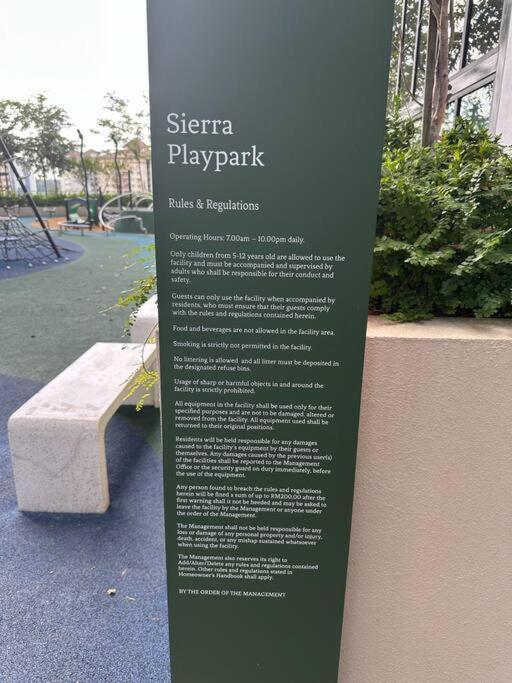 Sierra
Playpark
Rules & Regulations
Operating Hours: 7.00am – 10.00pm daily.
Only children from 5-12 years old are allowed to use the
facility and must be accompanied and supervised by
adults who shall be responsible for their conduct and
safety.
Guests can only use the facility when accompanied by
residents, who must ensure that their guests comply
with the rules and regulations contained herein.
Food and beverages are not allowed in the facility area.
Smoking is strictly not permitted in the facility.
No littering is allowed and all litter must be deposited in
the designated refuse bins.
Usage of sharp or harmful objects in and around the
facility is strictly prohibited.
All equipment in the facility shall be used only for their
specified purposes and are not to be damaged, altered or
removed from the facility. All equipment used shall be
returned to their original positions.
Residents will be held responsible for any damages
caused to the facility's equipment by their guests or
themselves. Any damages caused by the previous user(s)
of the facilities shall be reported to the Management
Office or the security guard on duty immediately, before
the use of the equipment.
Any person found to breach the rules and regulations
herein will be fined a sum of up to RM200.00 after the
first warning shall it not be heeded and may be asked to
leave the facility by the Management or anyone under
the order of the Management.
The Management shall not be held responsible for any
loss or damage of any personal property and/or injury,
death, accident, or any mishap sustained whatsoever
when using the facility.
The Management also reserves its right to
Add/Alter/Delete any rules and regulations contained
herein. Other rules and regulations stated in
Homeowner's Handbook shall apply.
BY THE ORDER OF THE MANAGEMENT